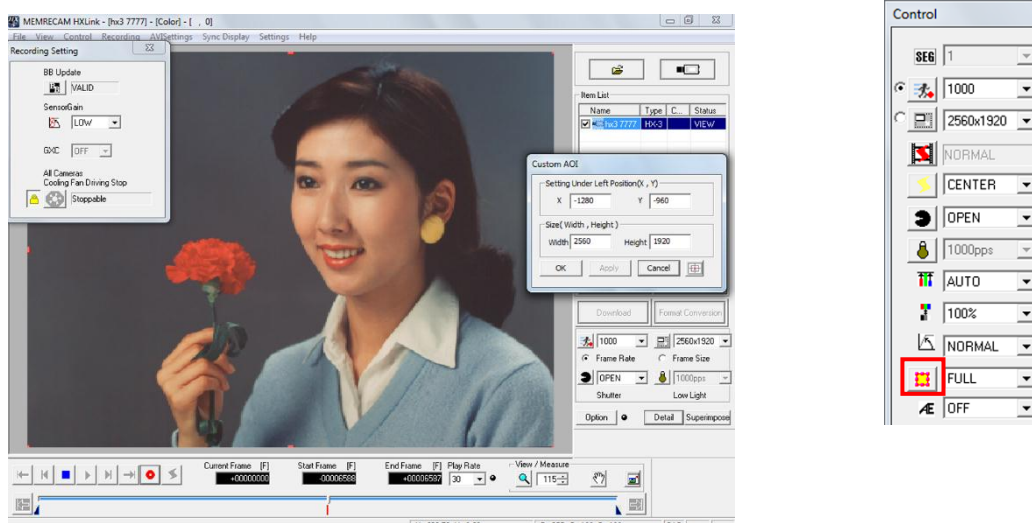 MEMRECAM HXLink - [hx3 7777] - [Color] - [ , 0]
File View Control Recording AVISettings Sync Display Settings Help
Recording Setting
BB Update
VALID
SensorGain
LOW
GXC OFF
All Cameras
Cooling Fan Driving Stop
Stoppable
Item List
Name Type C... Status
hx3 7777 HX-3 VIEW
Custom AOI
Setting Under Left Position(X , Y)
X -1280 Y -960
Size( Width , Height )
Width 2560 Height 1920
OK Apply Cancel
Download Format Conversion
1000 2560x1920
Frame Rate Frame Size
OPEN 1000pps
Shutter Low Light
Option Detail Superimpose
Current Frame [F] Start Frame [F] End Frame [F] Play Rate View / Measure
+00000000 -00006588 +00006587 30 115
Control
SEG 1
1000
2560x1920
NORMAL
CENTER
OPEN
1000pps
AUTO
100%
NORMAL
FULL
AE OFF